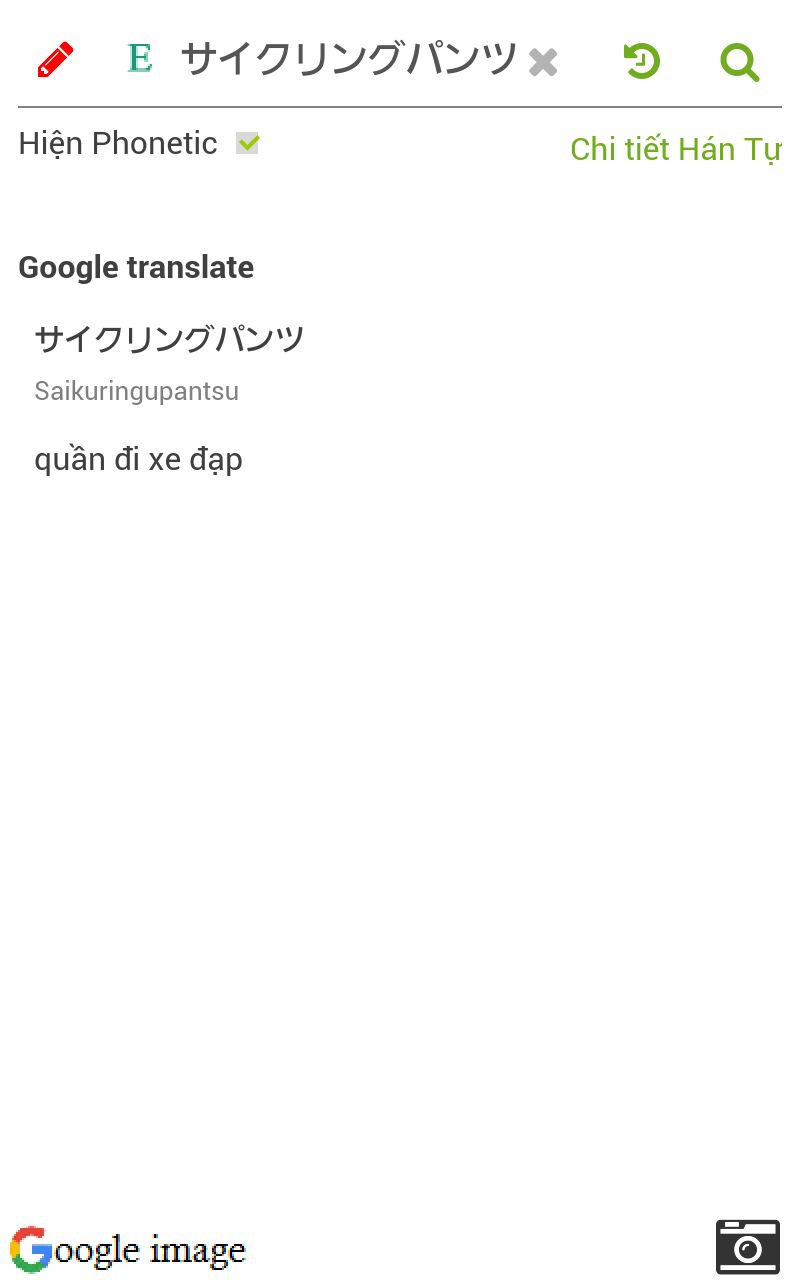 E サイクリングパンツ
Hiện Phonetic
Chi tiết Hán Tự
Google translate
サイクリングパンツ
Saikuringupantsu
quần đi xe đạp
Google image